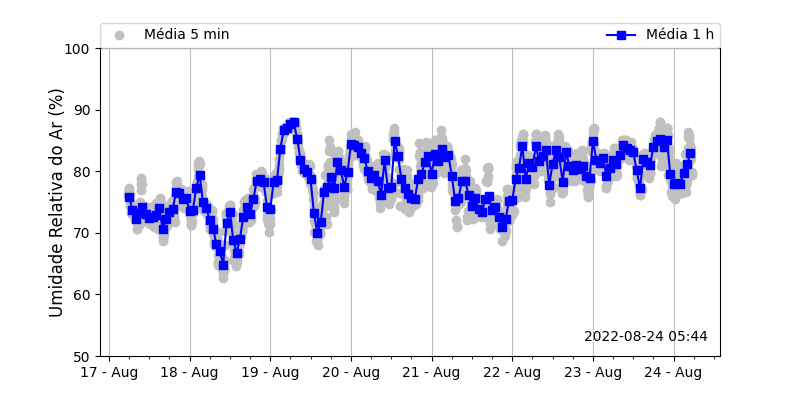 Média 5 min
Média 1 h
100
90
80
70
60
50
Umidade Relativa do Ar (%)
2022-08-24 05:44
17 - Aug
18 - Aug
19 - Aug
20 - Aug
21 - Aug
22 - Aug
23 - Aug
24 - Aug